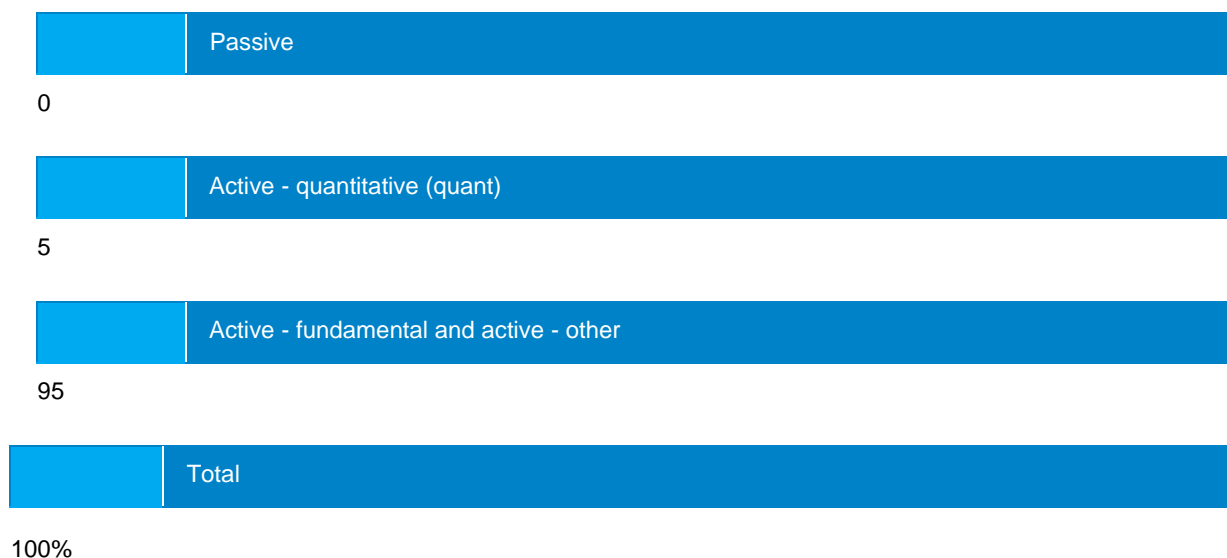 Passive
0
Active - quantitative (quant)
5
Active - fundamental and active - other
95
Total
100%